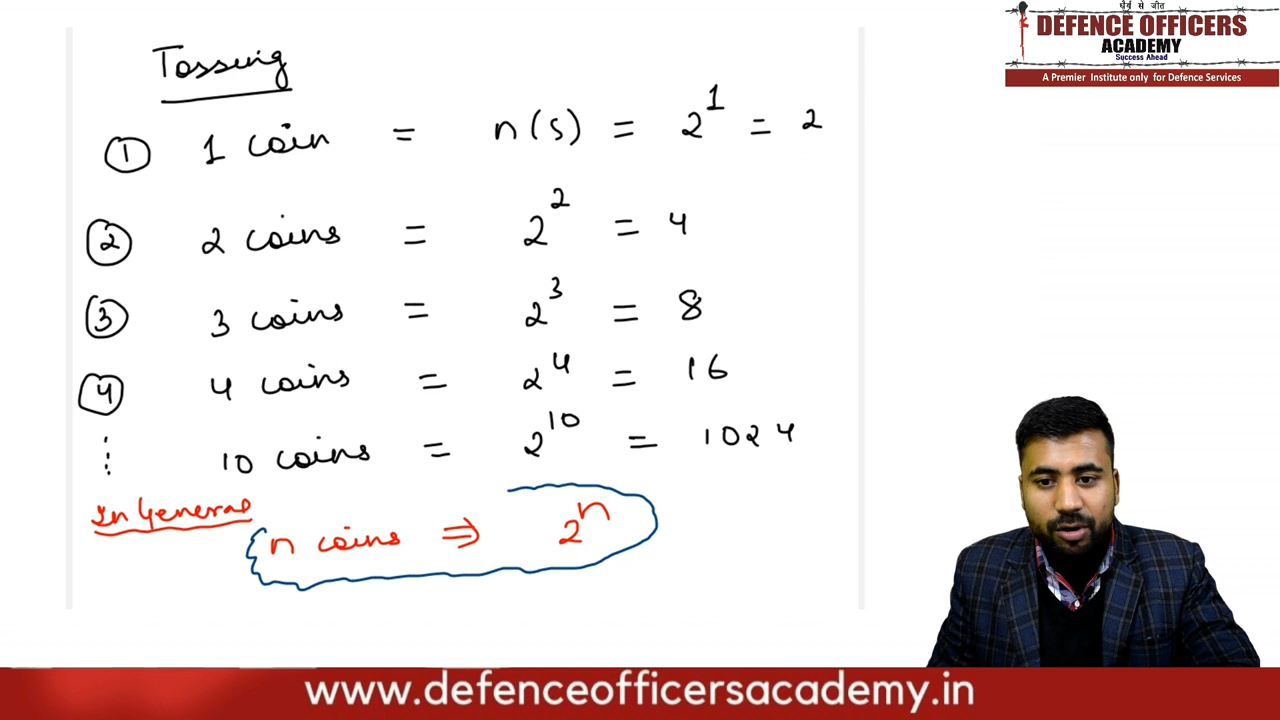 धैर्य से जीत
DEFENCE OFFICERS
ACADEMY
Success Ahead
A Premier Institute only for Defence Services
Tossing
① 1 coin = n(s) = 2^1 = 2
② 2 coins = 2^2 = 4
③ 3 coins = 2^3 = 8
④ 4 coins = 2^4 = 16
⋮ 10 coins = 2^10 = 1024
In General
n coins ⇒ 2^n
www.defenceofficersacademy.in